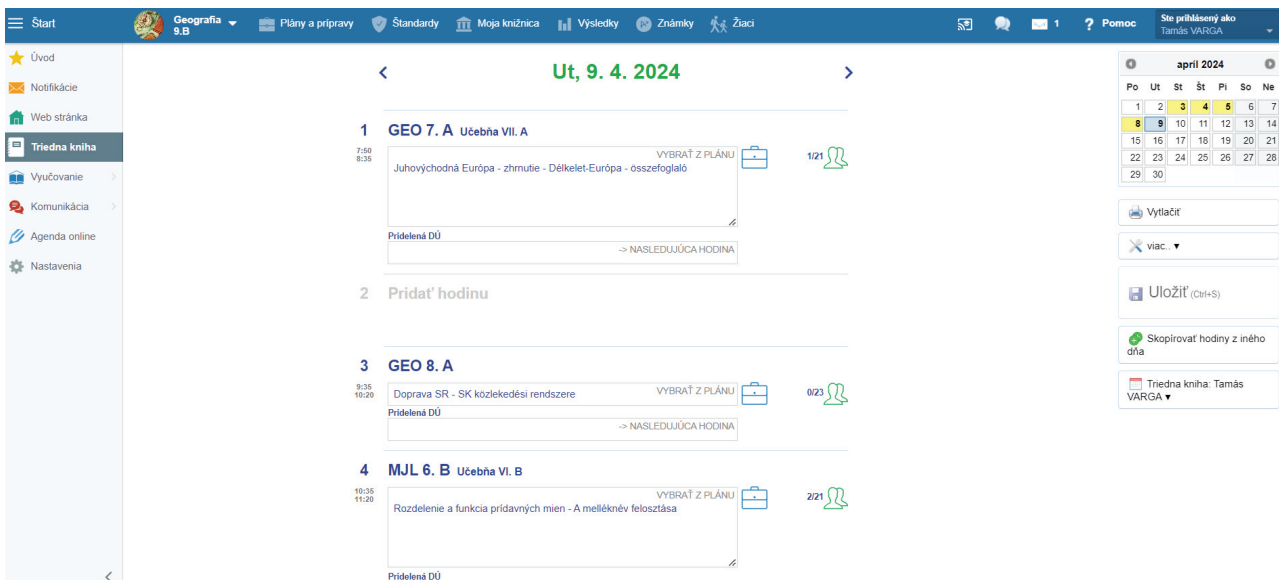 Štart
Geografia
9.B
Plány a prípravy
Štandardy
Moja knižnica
Výsledky
Známky
Žiaci
1
Pomoc
Ste prihlásený ako
Tamás VARGA
Úvod
Notifikácie
Web stránka
Triedna kniha
Vyučovanie
Komunikácia
Agenda online
Nastavenia
Ut, 9. 4. 2024
1 GEO 7. A Učebňa VII. A
7:50
8:35
VYBRAŤ Z PLÁNU
Juhovýchodná Európa - zhrnutie - Délkelet-Európa - összefoglaló
1/21
Pridelená DÚ
-> NASLEDUJÚCA HODINA
2 Pridať hodinu
3 GEO 8. A
9:35
10:20
Doprava SR - SK közlekedési rendszere
VYBRAŤ Z PLÁNU
0/23
Pridelená DÚ
-> NASLEDUJÚCA HODINA
4 MJL 6. B Učebňa VI. B
10:35
11:20
VYBRAŤ Z PLÁNU
Rozdelenie a funkcia prídavných mien - A melléknév felosztása
2/21
Pridelená DÚ
apríl 2024
Po Ut St Št Pi So Ne
1 2 3 4 5 6 7
8 9 10 11 12 13 14
15 16 17 18 19 20 21
22 23 24 25 26 27 28
29 30
Vytlačiť
viac.. ▼
Uložiť (Ctrl+S)
Skopírovať hodiny z iného
dňa
Triedna kniha: Tamás
VARGA ▼